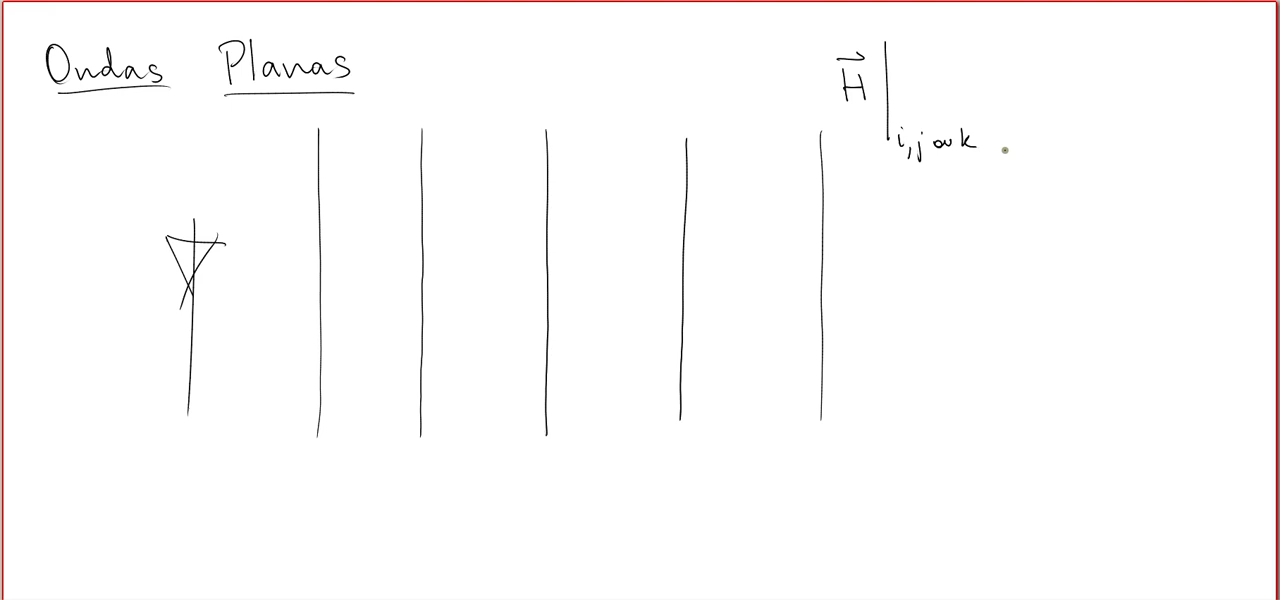 Ondas Planas
H⃗ |
i, j ou k